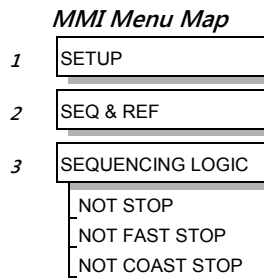 MMI Menu Map
1 SETUP
2 SEQ & REF
3 SEQUENCING LOGIC
NOT STOP
NOT FAST STOP
NOT COAST STOP